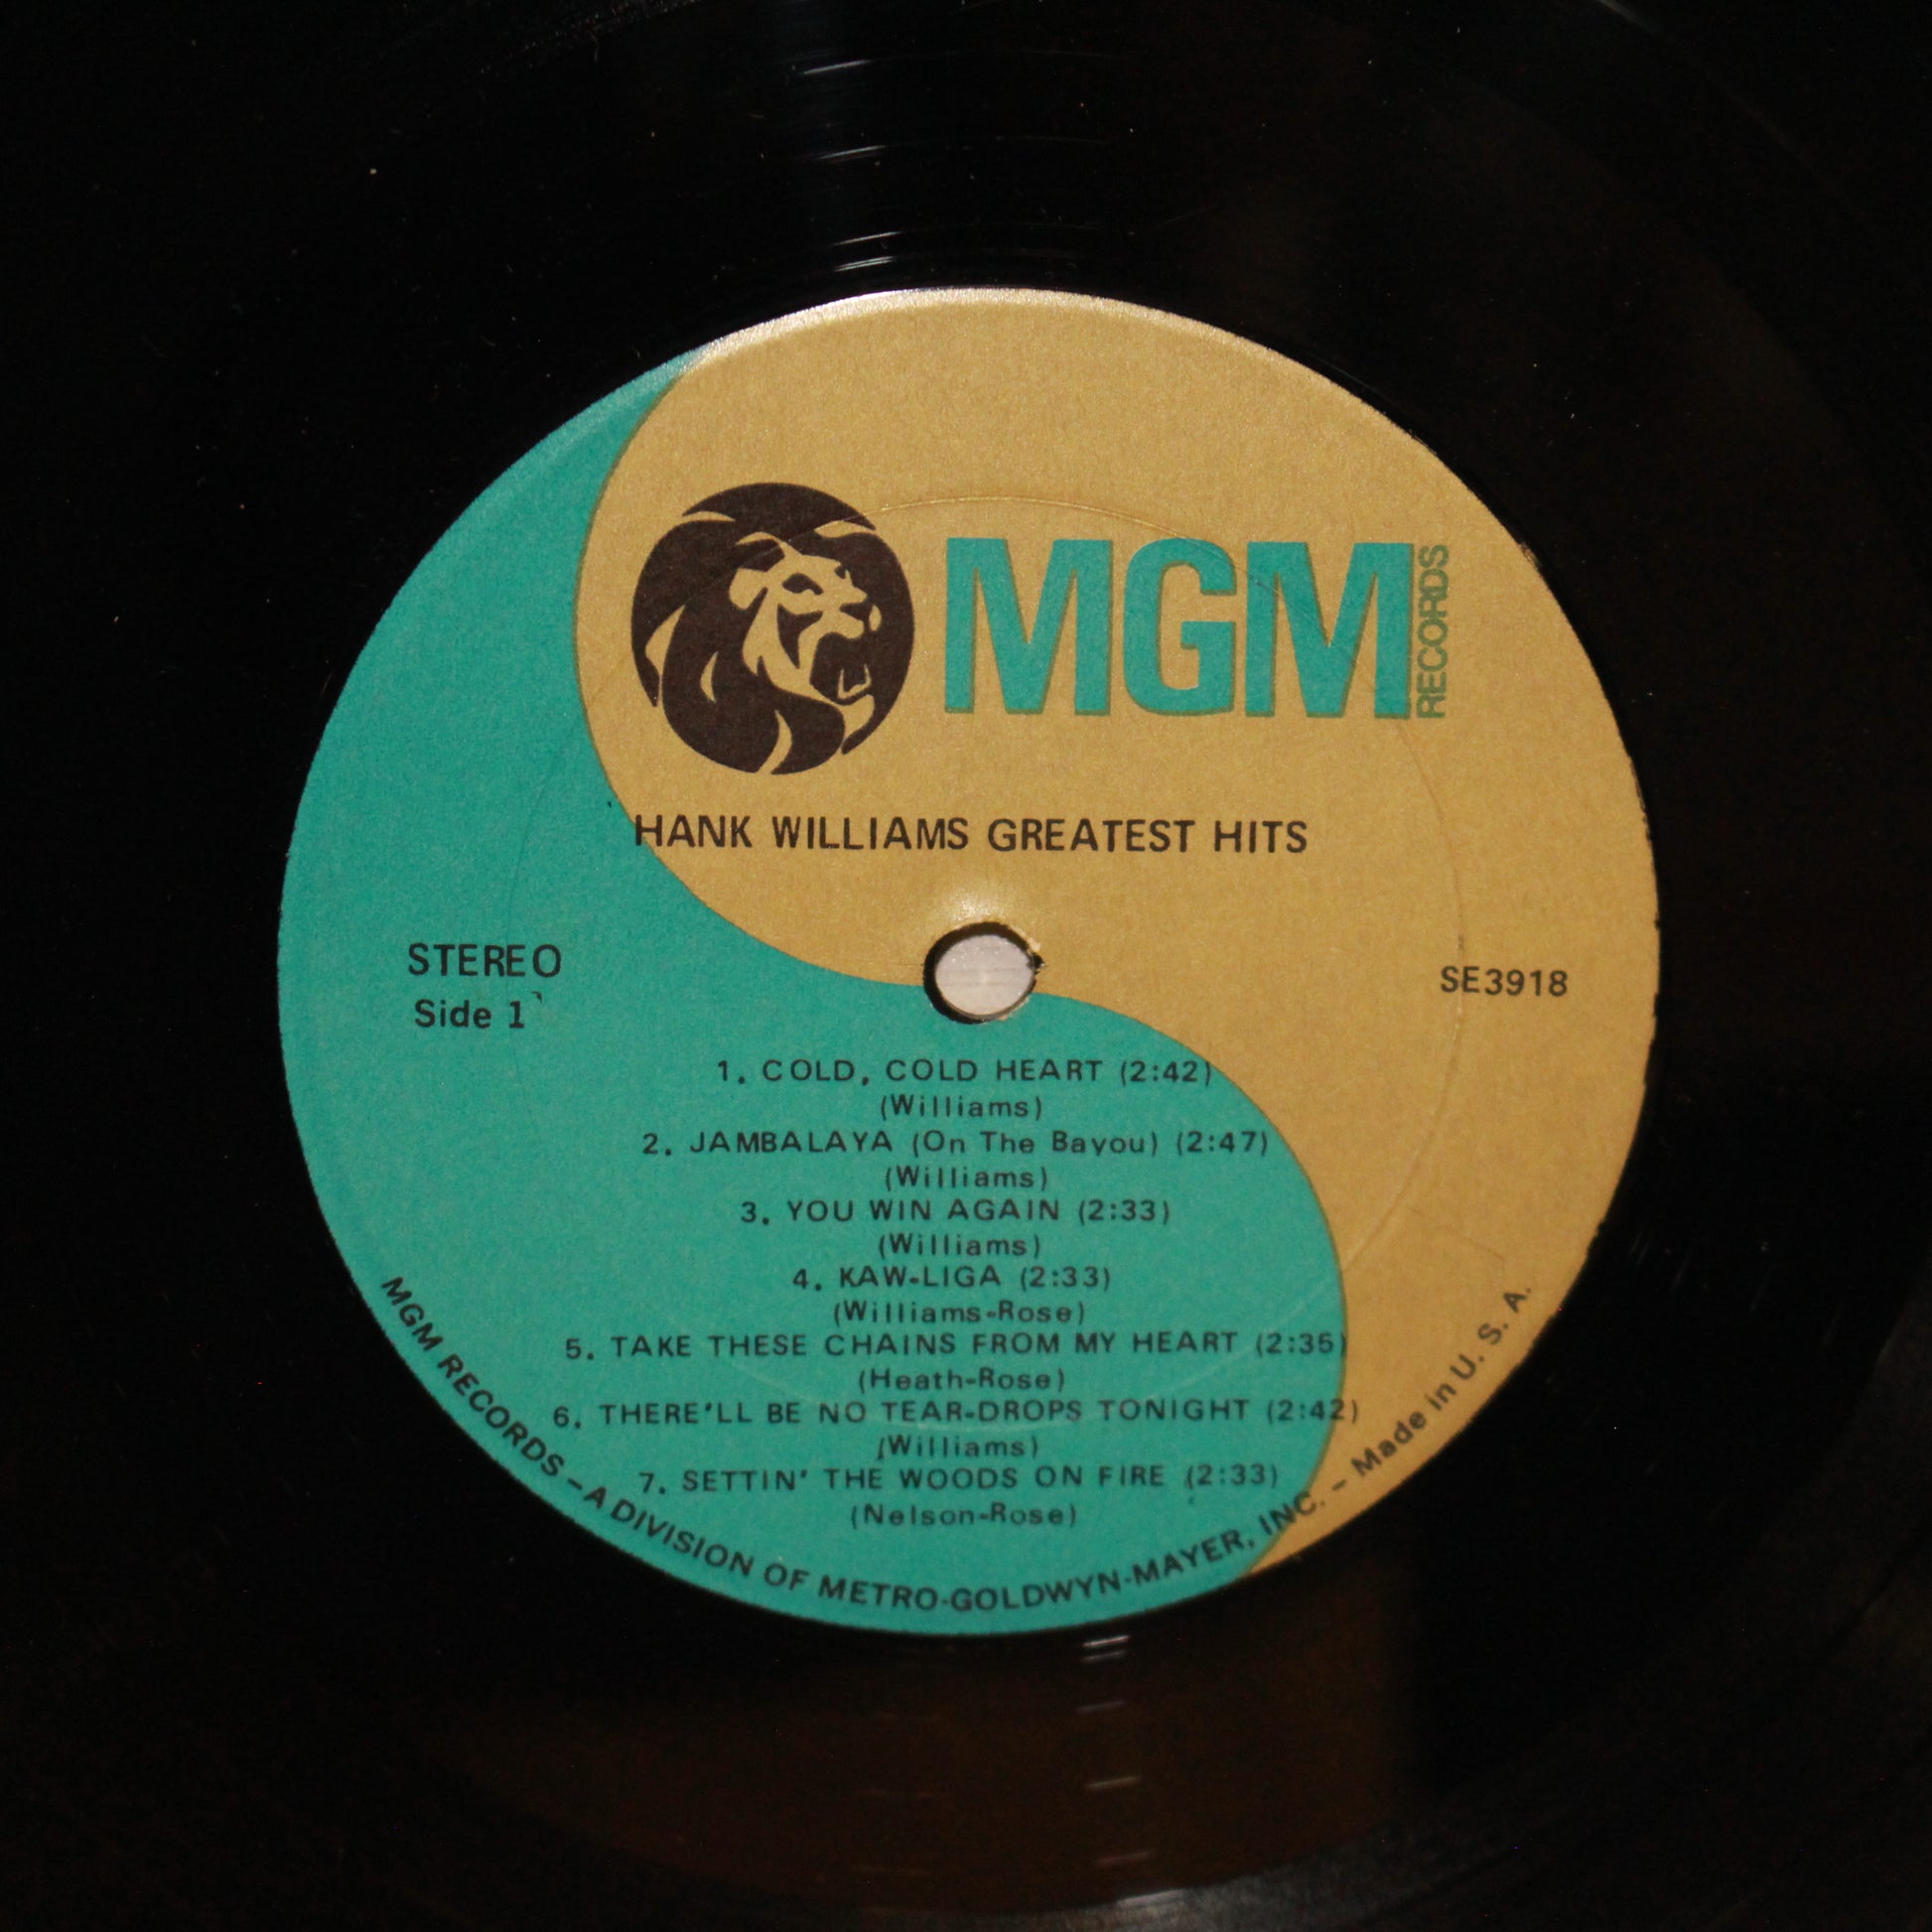 MGM RECORDS
HANK WILLIAMS GREATEST HITS
STEREO
Side 1
SE3918
1. COLD, COLD HEART (2:42)
(Williams)
2. JAMBALAYA (On The Bayou) (2:47)
(Williams)
3. YOU WIN AGAIN (2:33)
(Williams)
4. KAW-LIGA (2:33)
(Williams-Rose)
5. TAKE THESE CHAINS FROM MY HEART (2:35)
(Heath-Rose)
6. THERE'LL BE NO TEAR-DROPS TONIGHT (2:42)
(Williams)
7. SETTIN' THE WOODS ON FIRE (2:33)
(Nelson-Rose)
MGM RECORDS – A DIVISION OF METRO-GOLDWYN-MAYER, INC. – Made in U. S. A.